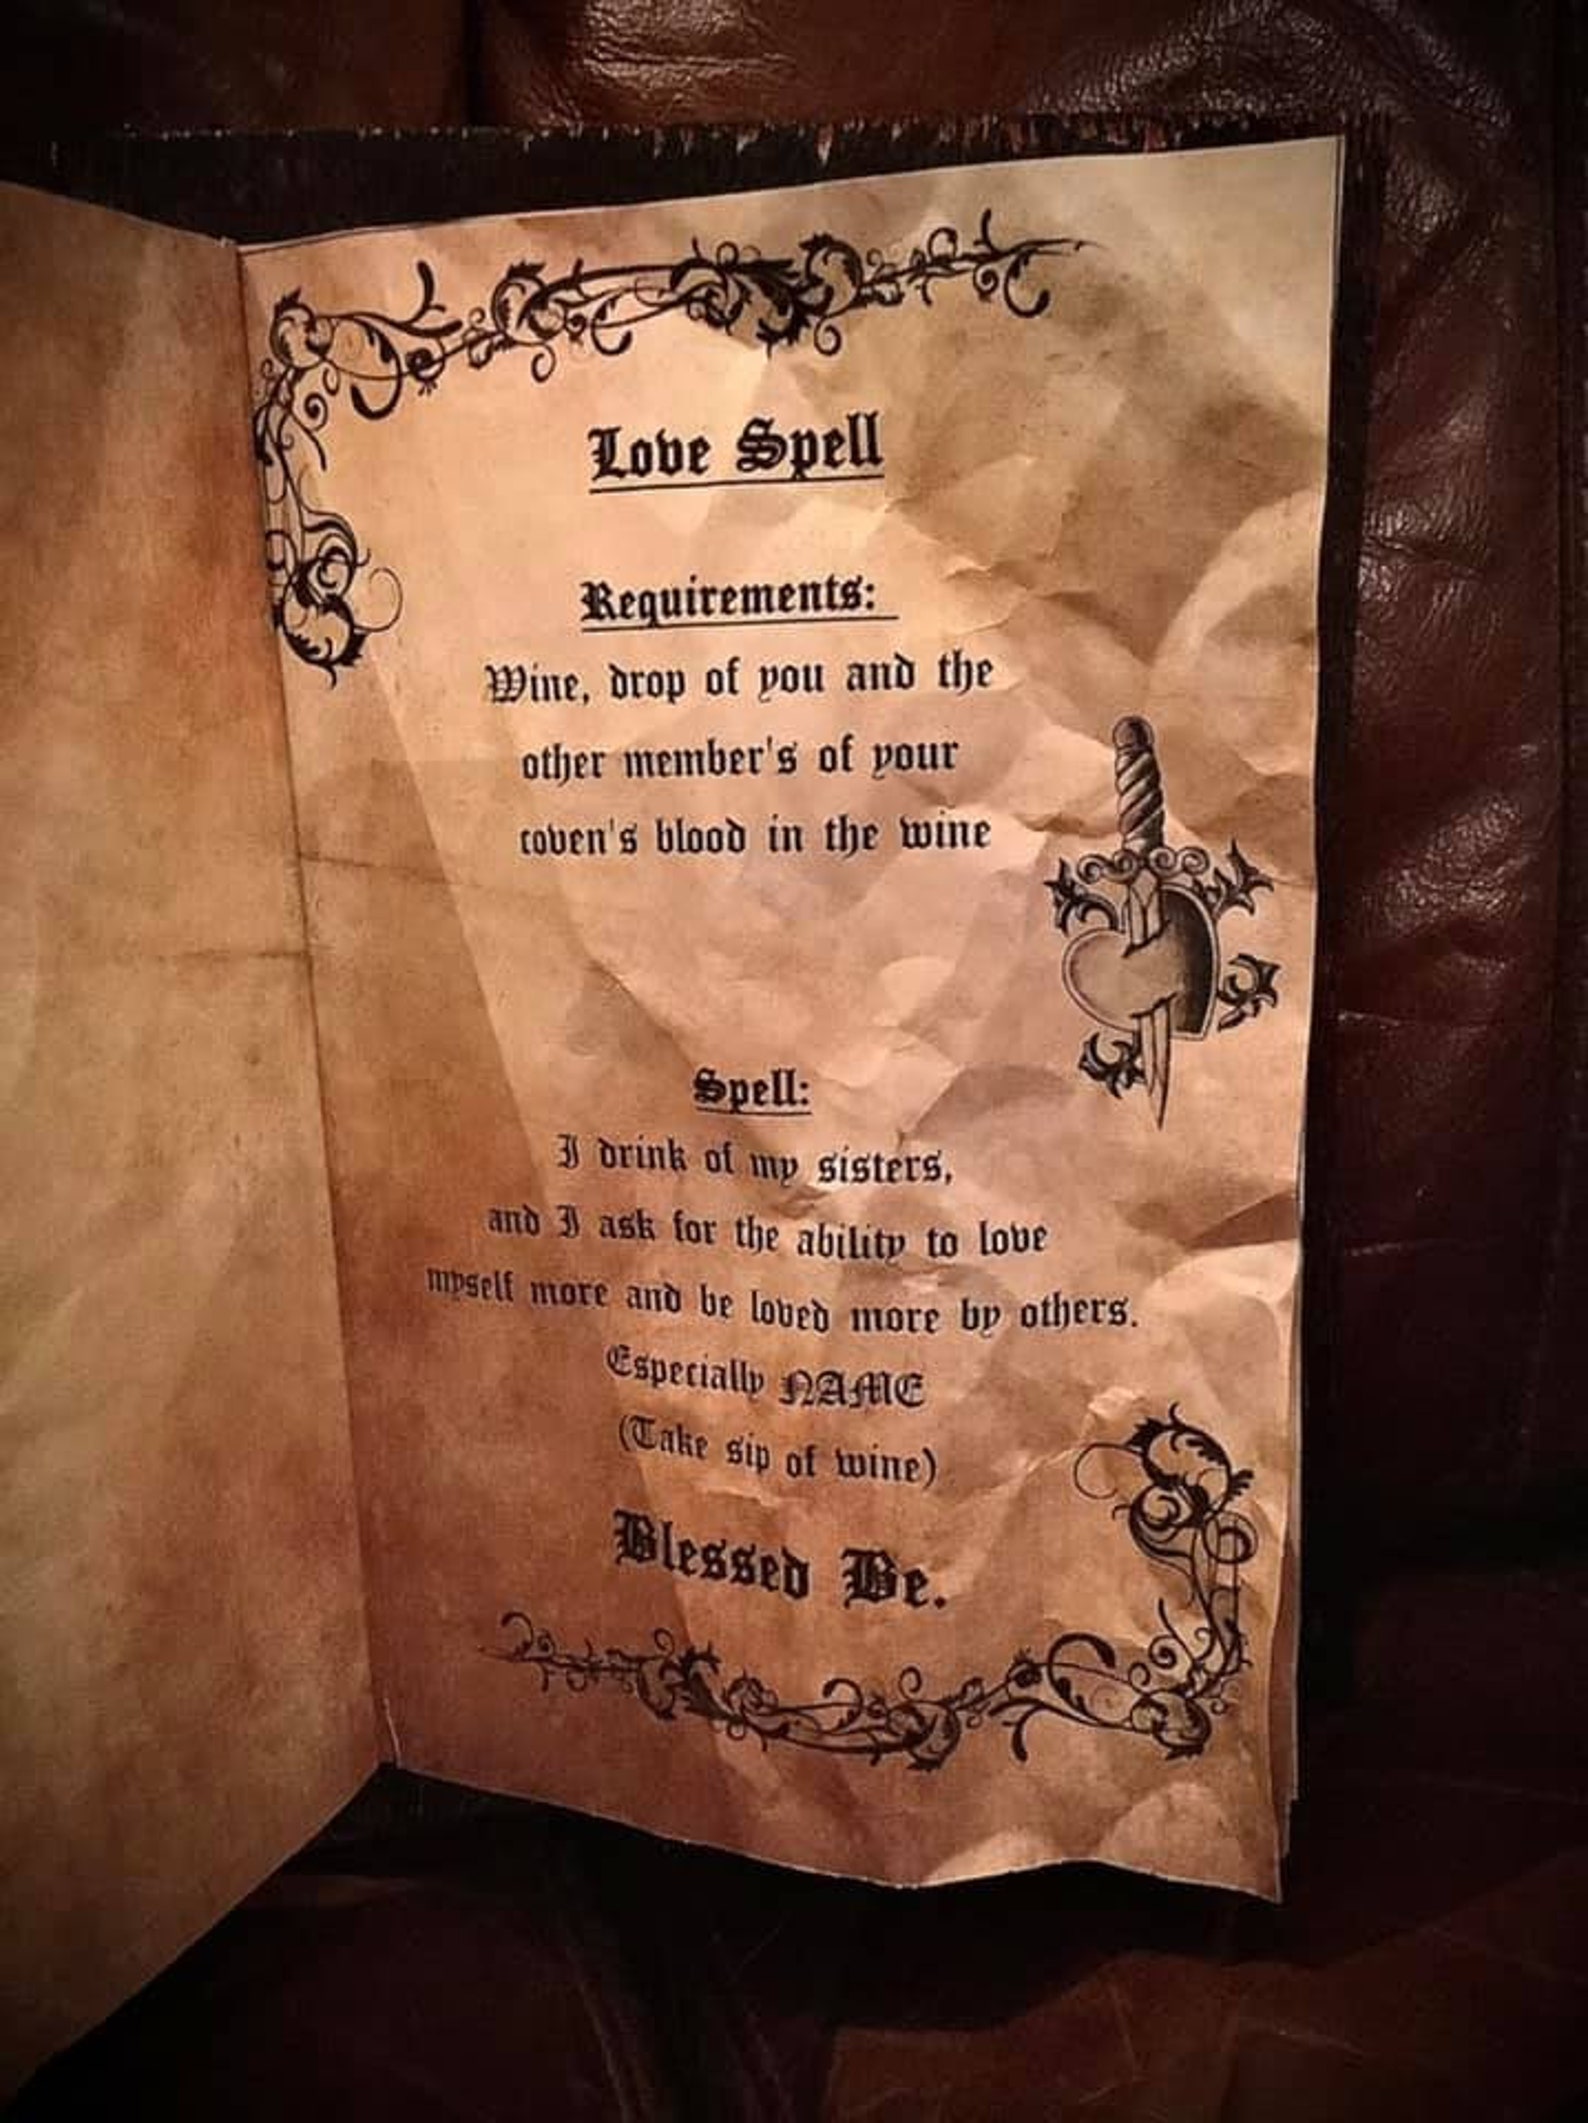 Love Spell
Requirements:
Wine, drop of you and the
other member's of your
coven's blood in the wine
Spell:
I drink of my sisters,
and I ask for the ability to love
myself more and be loved more by others.
Especially NAME
(Take sip of wine)
Blessed Be.